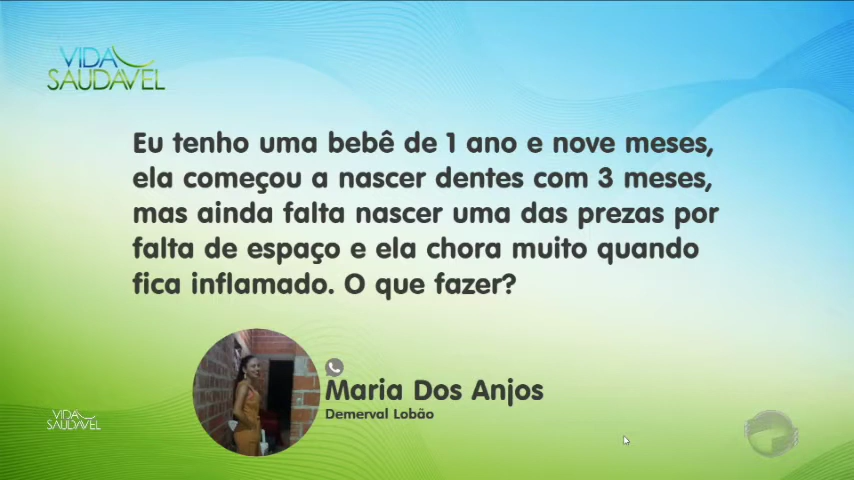 VIDA
SAUDAVEL
Eu tenho uma bebê de 1 ano e nove meses,
ela começou a nascer dentes com 3 meses,
mas ainda falta nascer uma das prezas por
falta de espaço e ela chora muito quando
fica inflamado. O que fazer?
Maria Dos Anjos
Demerval Lobão
VIDA
SAUDAVEL